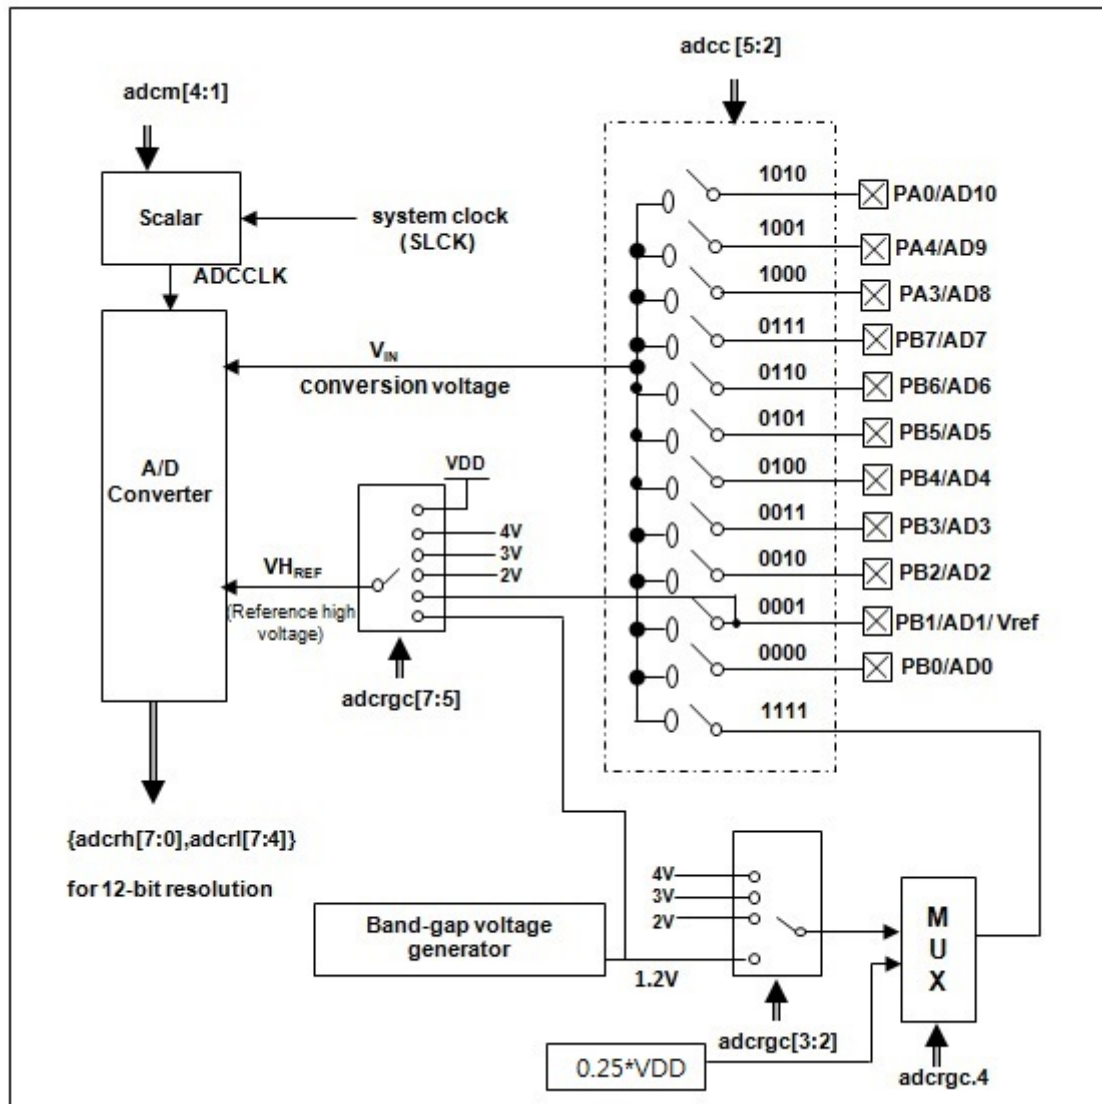 adcc [5:2]
adcm[4:1]
Scalar
system clock
(SLCK)
ADCCLK
1010
PA0/AD10
1001
PA4/AD9
1000
PA3/AD8
0111
PB7/AD7
VIN
conversion voltage
0110
PB6/AD6
0101
PB5/AD5
A/D
Converter
VDD
0100
PB4/AD4
4V
3V
2V
0011
PB3/AD3
VHREF
(Reference high
voltage)
0010
PB2/AD2
0001
PB1/AD1/ Vref
0000
PB0/AD0
adcrgc[7:5]
1111
{adcrh[7:0],adcrl[7:4]}
for 12-bit resolution
4V
3V
2V
Band-gap voltage
generator
1.2V
M
U
X
adcrgc[3:2]
0.25*VDD
adcrgc.4